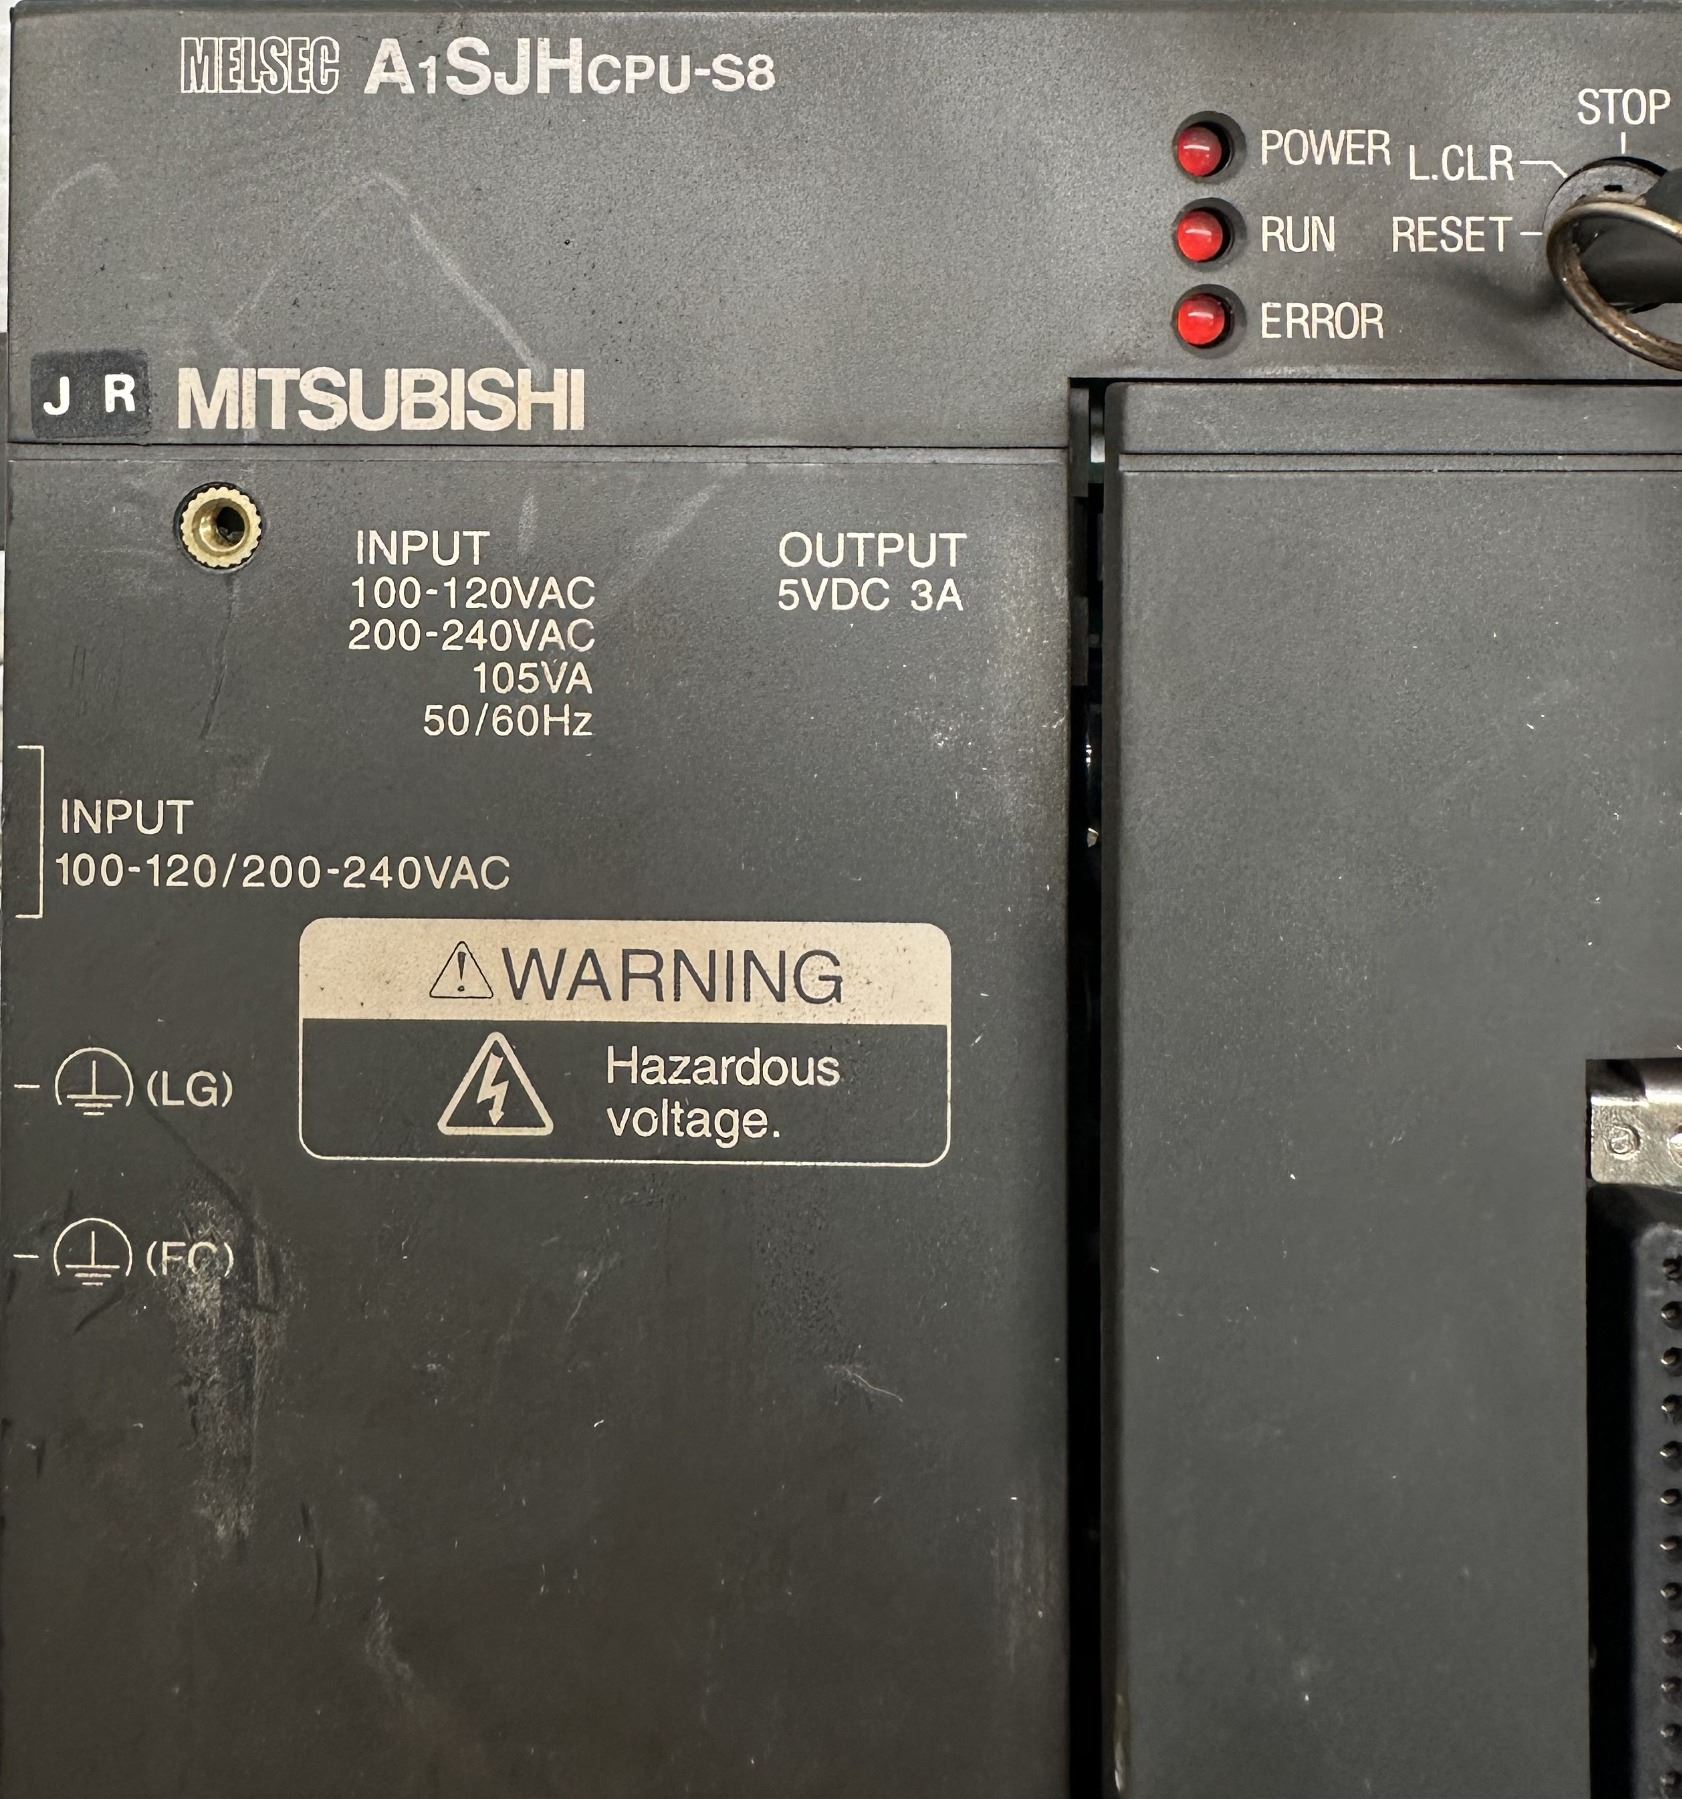 MELSEC A1SJHCPU-S8
STOP
POWER L.CLR
RUN RESET
ERROR
J R MITSUBISHI
INPUT
100-120VAC
200-240VAC
105VA
50/60Hz
OUTPUT
5VDC 3A
INPUT
100-120/200-240VAC
WARNING
Hazardous
voltage.
(LG)
(FG)